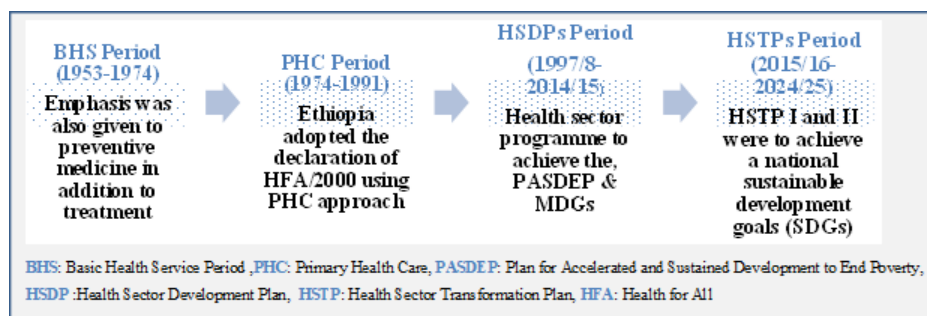 BHS Period
(1953-1974)
Emphasis was
also given to
preventive
medicine in
addition to
treatment
PHC Period
(1974-1991)
Ethiopia
adopted the
declaration of
HFA/2000 using
PHC approach
HSDPs Period
(1997/8-
2014/15)
Health sector
programme to
achieve the,
PASDEP &
MDGs
HSTPs Period
(2015/16-
2024/25)
HSTP I and II
were to achieve
a national
sustainable
development
goals (SDGs)
BHS: Basic Health Service Period ,PHC: Primary Health Care, PASDEP: Plan for Accelerated and Sustained Development to End Poverty,
HSDP :Health Sector Development Plan, HSTP: Health Sector Transformation Plan, HFA: Health for All